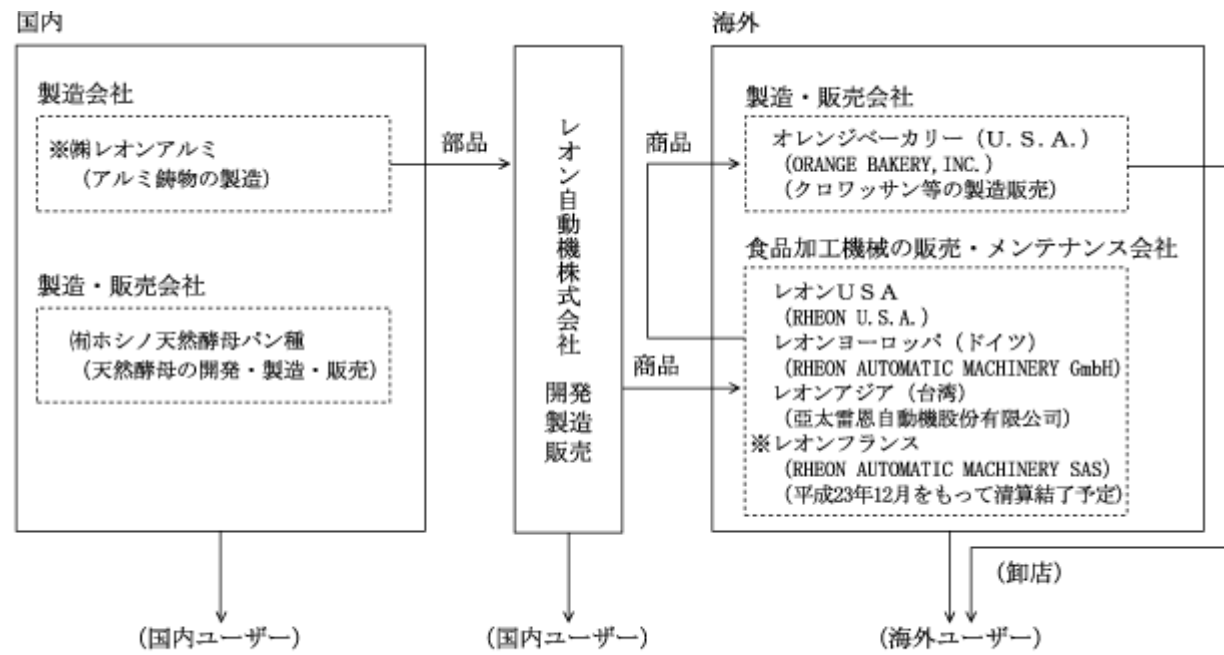 国内
製造会社
※㈱レオンアルミ
(アルミ鋳物の製造)
製造・販売会社
㈲ホシノ天然酵母パン種
(天然酵母の開発・製造・販売)
(国内ユーザー)
部品
レオン自動機株式会社
開発
製造
販売
(国内ユーザー)
商品
商品
海外
製造・販売会社
オレンジベーカリー(U.S.A.)
(ORANGE BAKERY,INC.)
(クロワッサン等の製造販売)
食品加工機械の販売・メンテナンス会社
レオンUSA
(RHEON U.S.A.)
レオンヨーロッパ(ドイツ)
(RHEON AUTOMATIC MACHINERY GmbH)
レオンアジア(台湾)
(亞太雷恩自動機股份有限公司)
※レオンフランス
(RHEON AUTOMATIC MACHINERY SAS)
(平成23年12月をもって清算結了予定)
(卸店)
(海外ユーザー)